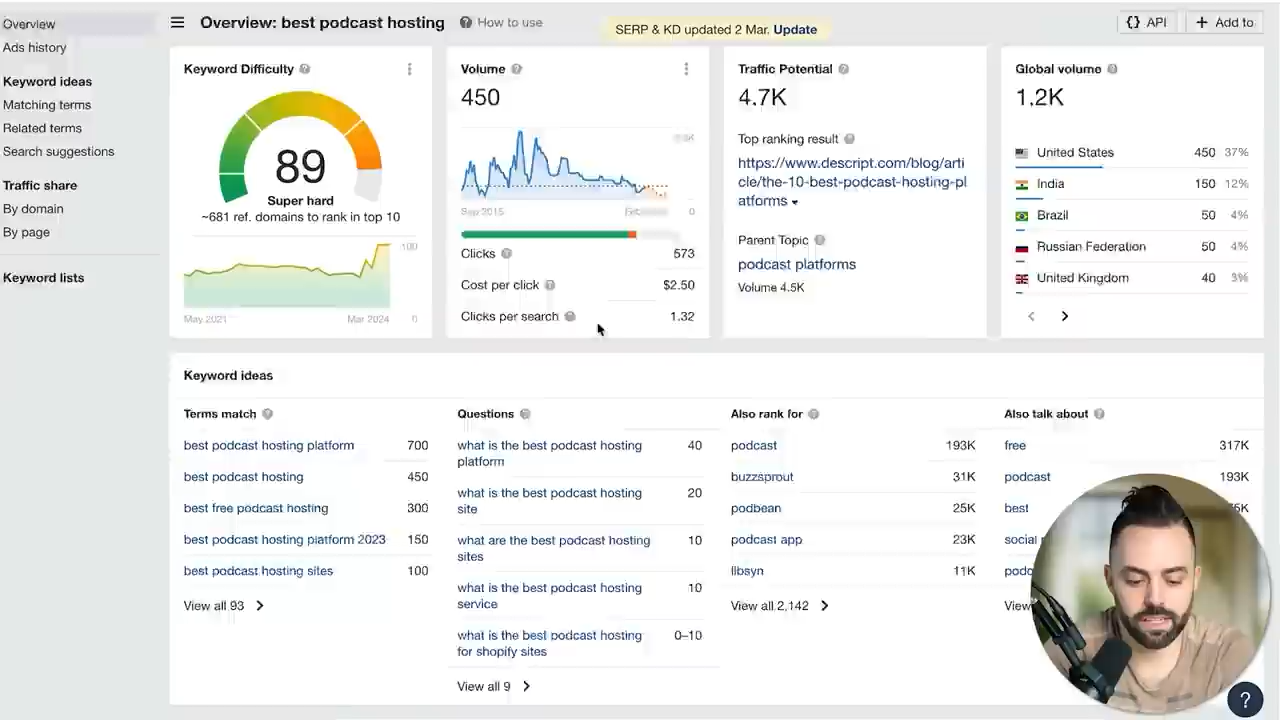 Overview
Ads history
Keyword ideas
Matching terms
Related terms
Search suggestions
Traffic share
By domain
By page
Keyword lists
Overview: best podcast hosting
How to use
SERP & KD updated 2 Mar. Update
API
Add to
Keyword Difficulty
89
Super hard
~681 ref. domains to rank in top 10
100
May 2021
Mar 2024
0
Volume
450
Sep 2015
0
Clicks
573
Cost per click
$2.50
Clicks per search
1.32
Traffic Potential
4.7K
Top ranking result
https://www.descript.com/blog/arti
cle/the-10-best-podcast-hosting-pl
atforms
Parent Topic
podcast platforms
Volume 4.5K
Global volume
1.2K
United States 450 37%
India 150 12%
Brazil 50 4%
Russian Federation 50 4%
United Kingdom 40 3%
Keyword ideas
Terms match
best podcast hosting platform 700
best podcast hosting 450
best free podcast hosting 300
best podcast hosting platform 2023 150
best podcast hosting sites 100
View all 93
Questions
what is the best podcast hosting 40
platform
what is the best podcast hosting 20
site
what are the best podcast hosting 10
sites
what is the best podcast hosting 10
service
what is the best podcast hosting 0–10
for shopify sites
View all 9
Also rank for
podcast 193K
buzzsprout 31K
podbean 25K
podcast app 23K
libsyn 11K
View all 2,142
Also talk about
free 317K
podcast 193K
best
social
View
?